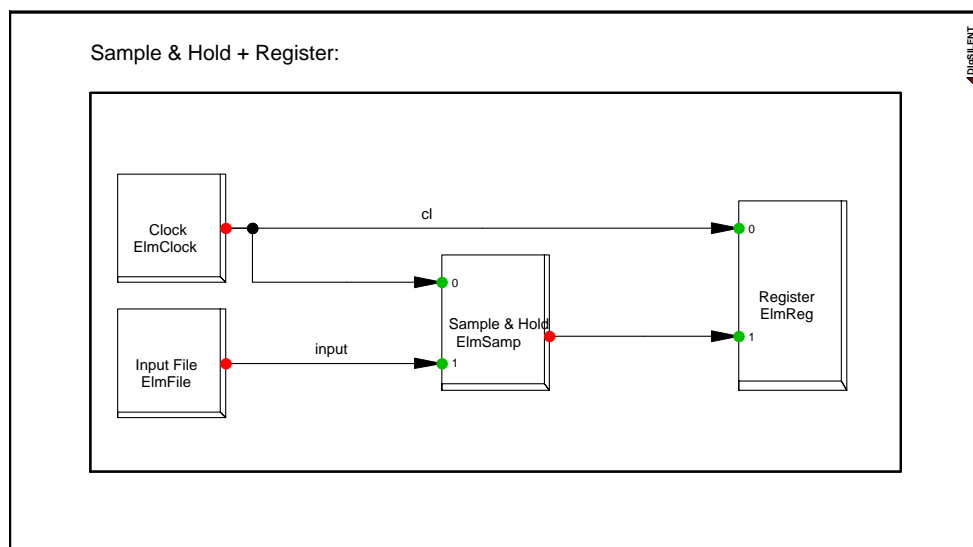 Sample & Hold + Register:
DIgSILENT
Clock
ElmClock
cl
0
0
Sample & Hold
ElmSamp
Register
ElmReg
input
1
1
Input File
ElmFile